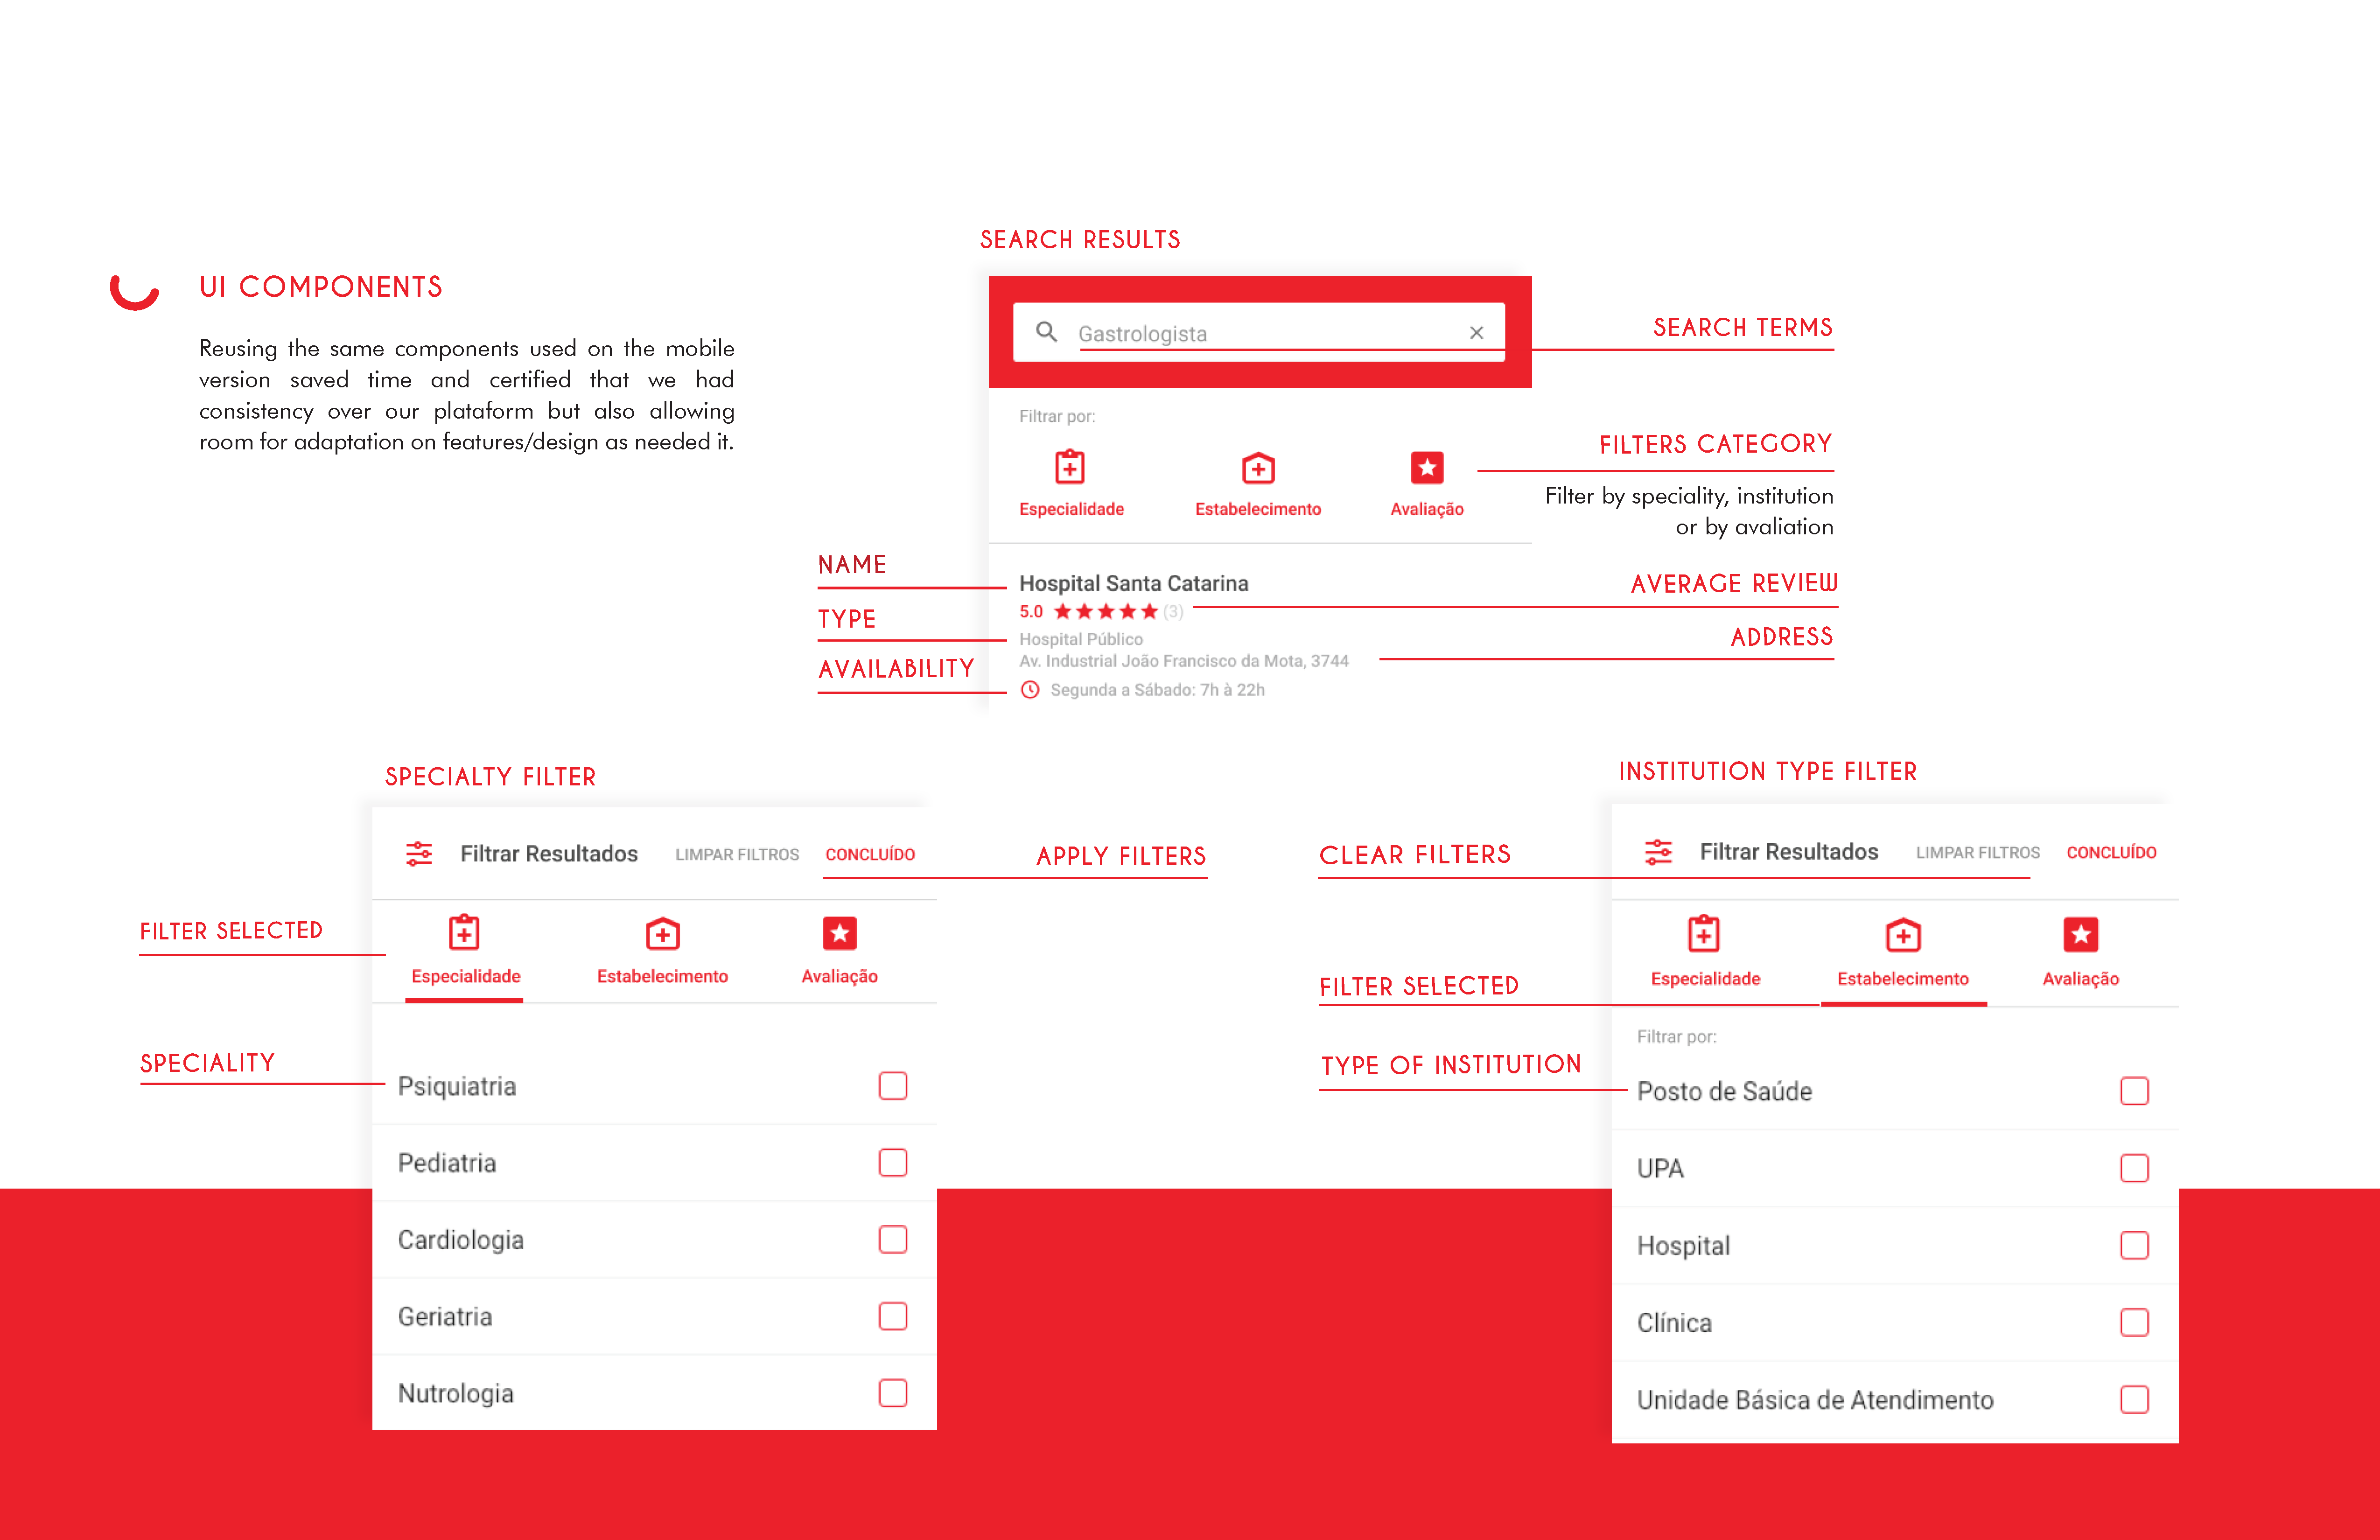 UI COMPONENTS
Reusing the same components used on the mobile
version saved time and certified that we had
consistency over our plataform but also allowing
room for adaptation on features/design as needed it.
SEARCH RESULTS
Gastrologista
SEARCH TERMS
Filtrar por:
Especialidade
Estabelecimento
Avaliação
FILTERS CATEGORY
Filter by speciality, institution
or by avaliation
NAME
TYPE
AVAILABILITY
Hospital Santa Catarina
5.0 (3)
Hospital Público
Av. Industrial João Francisco da Mota, 3744
Segunda a Sábado: 7h à 22h
AVERAGE REVIEW
ADDRESS
SPECIALTY FILTER
Filtrar Resultados LIMPAR FILTROS CONCLUÍDO
APPLY FILTERS
FILTER SELECTED
Especialidade
Estabelecimento
Avaliação
SPECIALITY
Psiquiatria
Pediatria
Cardiologia
Geriatria
Nutrologia
INSTITUTION TYPE FILTER
CLEAR FILTERS
Filtrar Resultados LIMPAR FILTROS CONCLUÍDO
Especialidade
Estabelecimento
Avaliação
FILTER SELECTED
Filtrar por:
TYPE OF INSTITUTION
Posto de Saúde
UPA
Hospital
Clínica
Unidade Básica de Atendimento